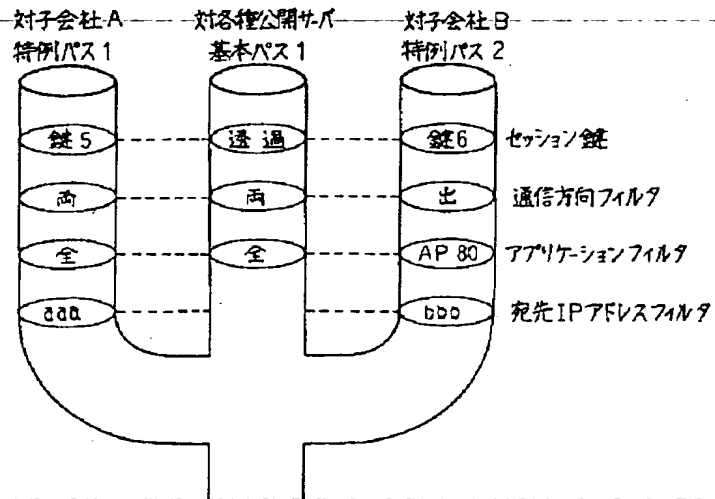 対子会社A 対各種公開サーバ 対子会社B
特例パス1 基本パス1 特例パス2
鍵5 透過 鍵6 セッション鍵
両 両 出 通信方向フィルタ
全 全 AP 80 アプリケーションフィルタ
aaa bbb 宛先IPアドレスフィルタ